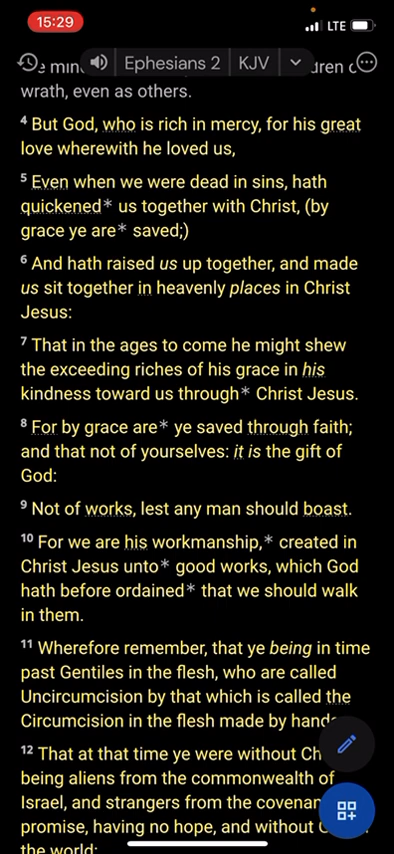 15:29
LTE
e min
Ephesians 2 KJV
dren
wrath, even as others.
4 But God, who is rich in mercy, for his great
love wherewith he loved us,
5 Even when we were dead in sins, hath
quickened* us together with Christ, (by
grace ye are* saved;)
6 And hath raised us up together, and made
us sit together in heavenly places in Christ
Jesus:
7 That in the ages to come he might shew
the exceeding riches of his grace in his
kindness toward us through* Christ Jesus.
8 For by grace are* ye saved through faith;
and that not of yourselves: it is the gift of
God:
9 Not of works, lest any man should boast.
10 For we are his workmanship,* created in
Christ Jesus unto* good works, which God
hath before ordained* that we should walk
in them.
11 Wherefore remember, that ye being in time
past Gentiles in the flesh, who are called
Uncircumcision by that which is called the
Circumcision in the flesh made by hand
12 That at that time ye were without Ch
being aliens from the commonwealth of
Israel, and strangers from the covenan
promise, having no hope, and without
the world: